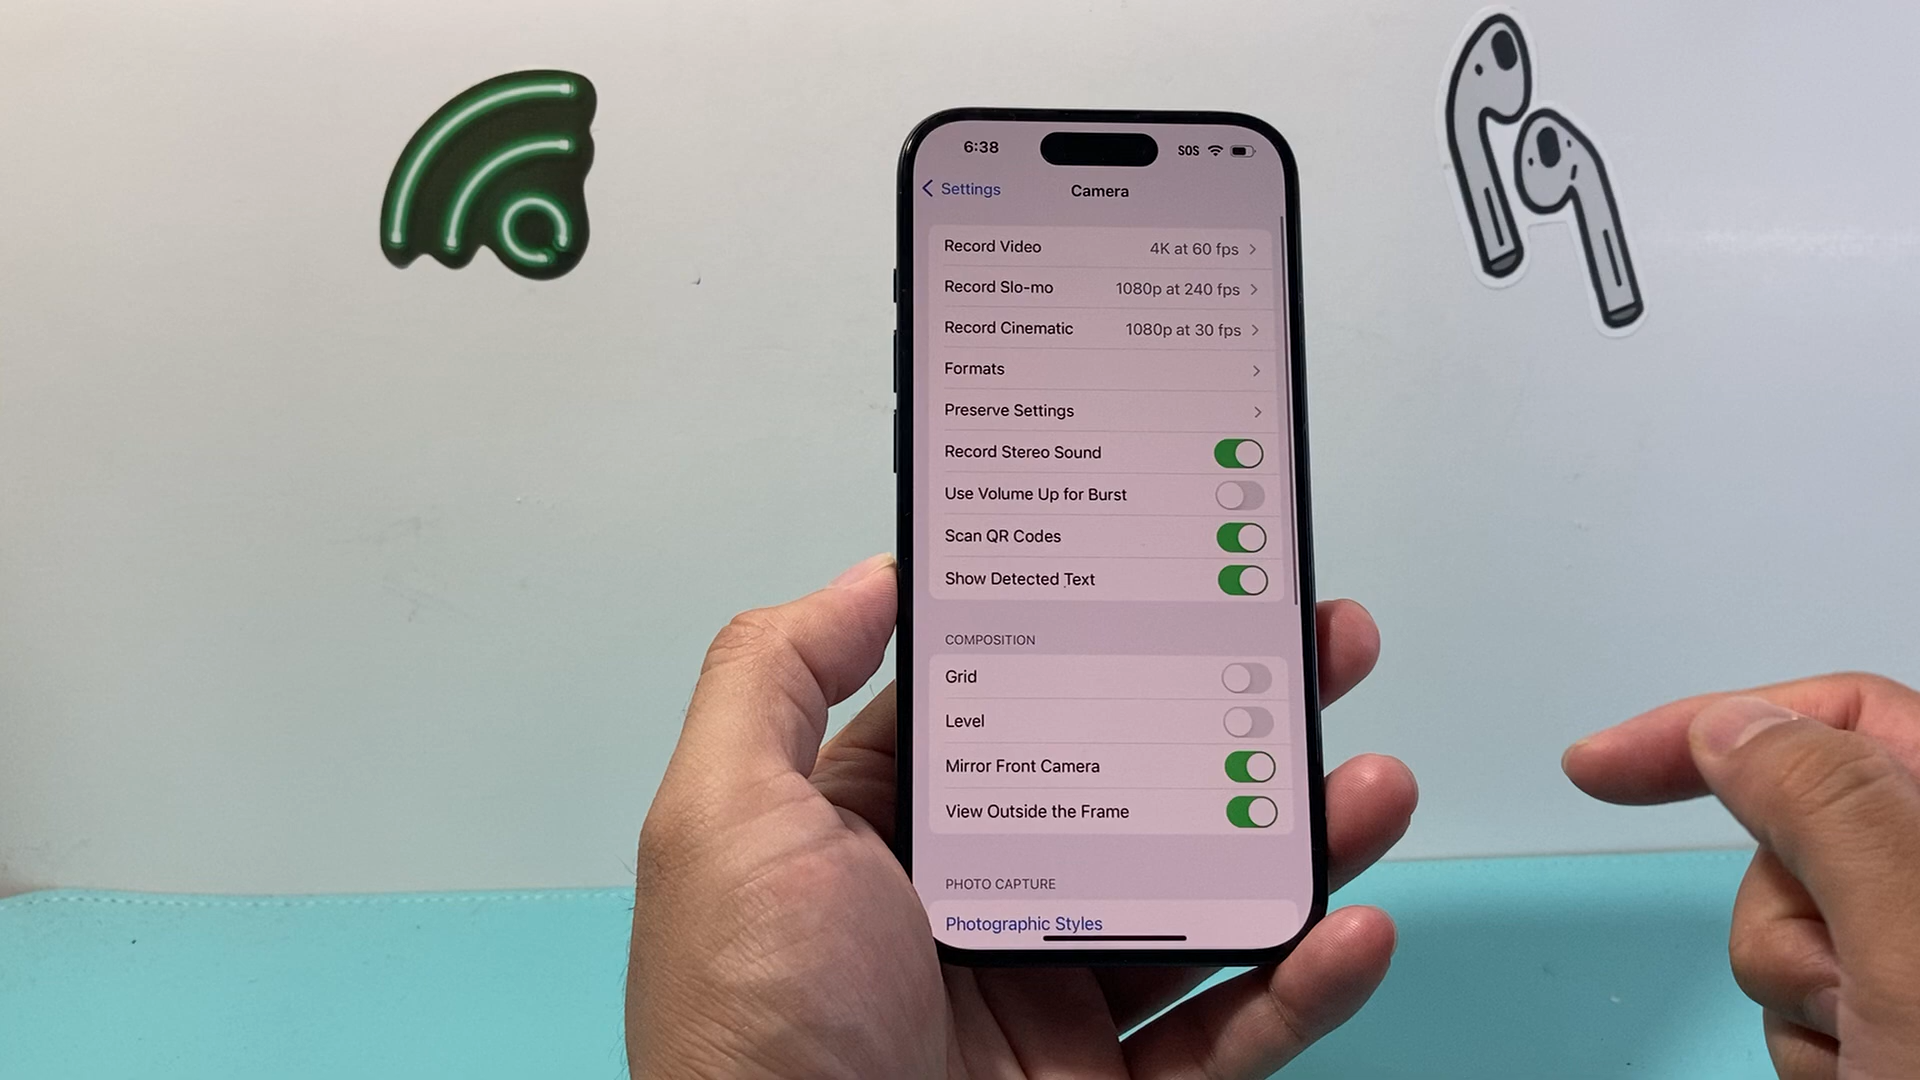 6:38
SOS
Settings
Camera
Record Video 4K at 60 fps
Record Slo-mo 1080p at 240 fps
Record Cinematic 1080p at 30 fps
Formats
Preserve Settings
Record Stereo Sound
Use Volume Up for Burst
Scan QR Codes
Show Detected Text
COMPOSITION
Grid
Level
Mirror Front Camera
View Outside the Frame
PHOTO CAPTURE
Photographic Styles